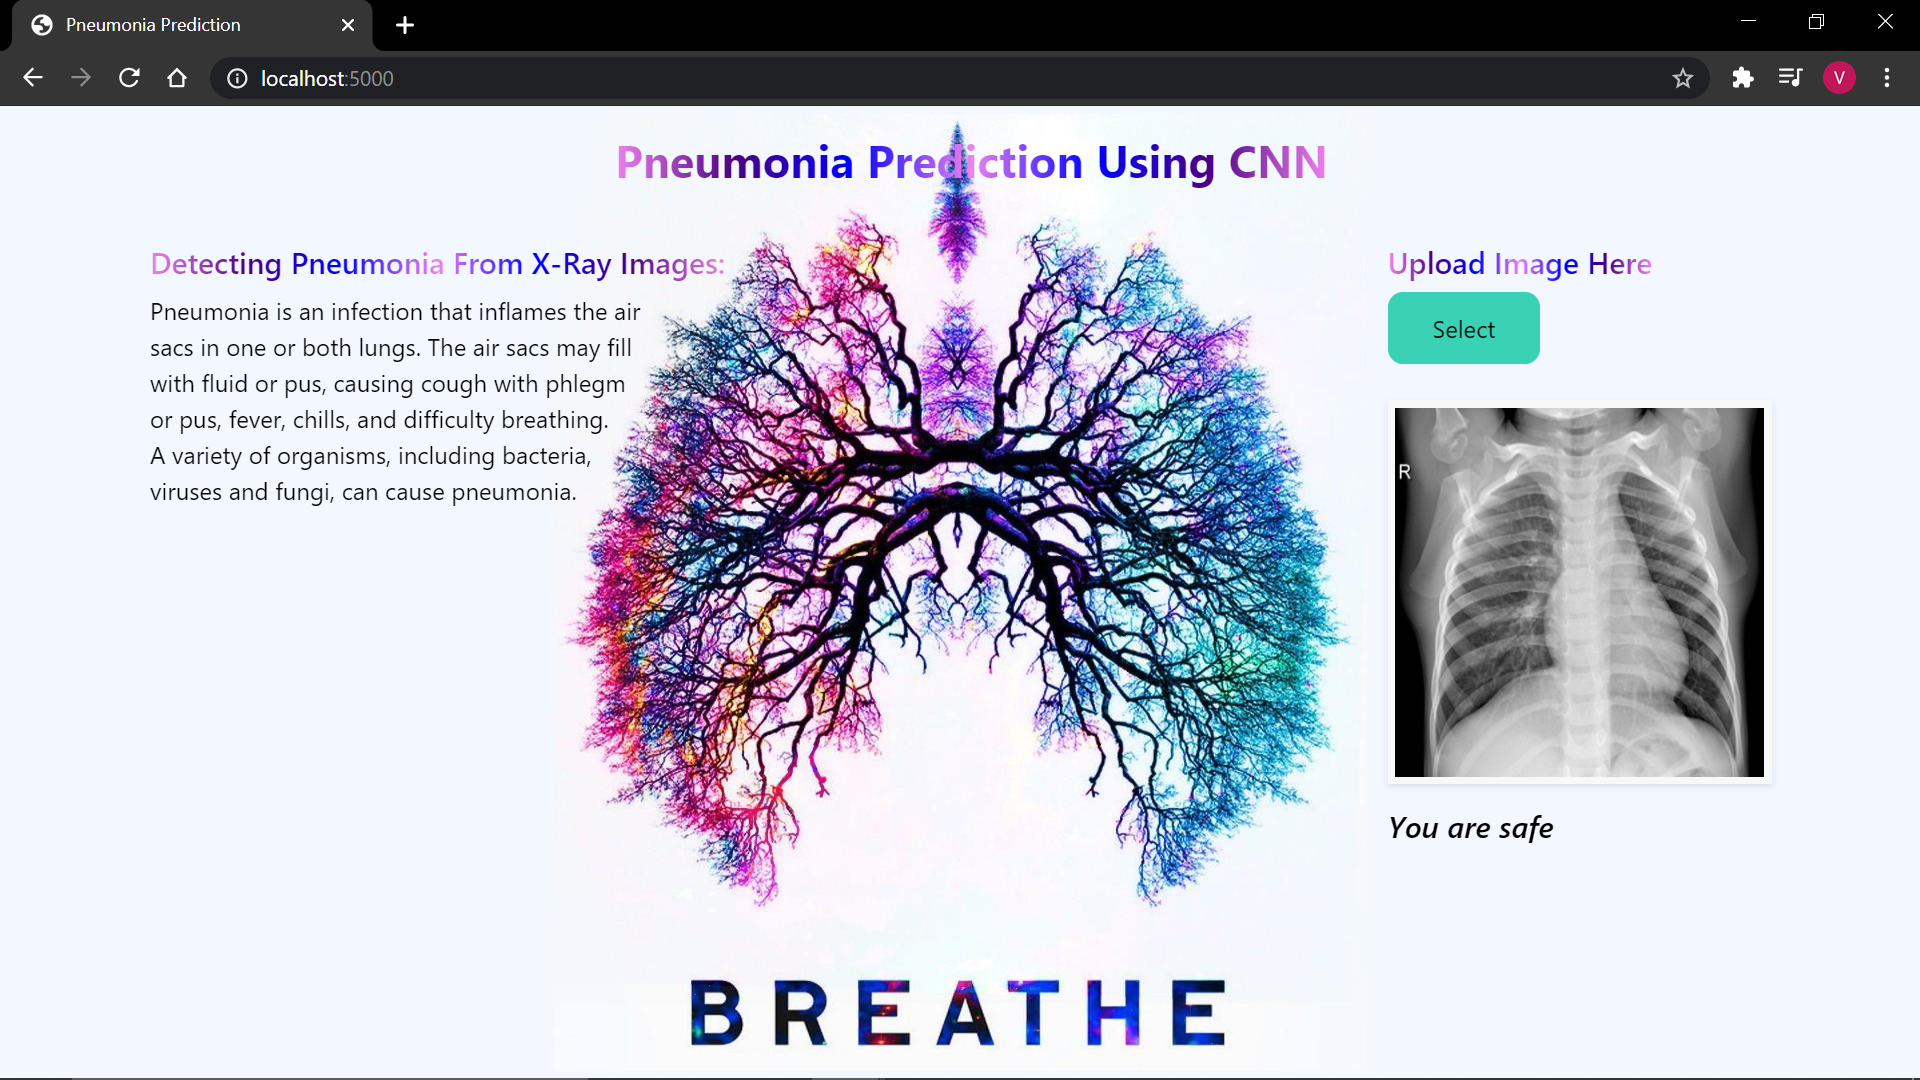 Pneumonia Prediction
localhost:5000
V
Pneumonia Prediction Using CNN
Detecting Pneumonia From X-Ray Images:
Pneumonia is an infection that inflames the air
sacs in one or both lungs. The air sacs may fill
with fluid or pus, causing cough with phlegm
or pus, fever, chills, and difficulty breathing.
A variety of organisms, including bacteria,
viruses and fungi, can cause pneumonia.
Upload Image Here
Select
R
You are safe
BREATHE